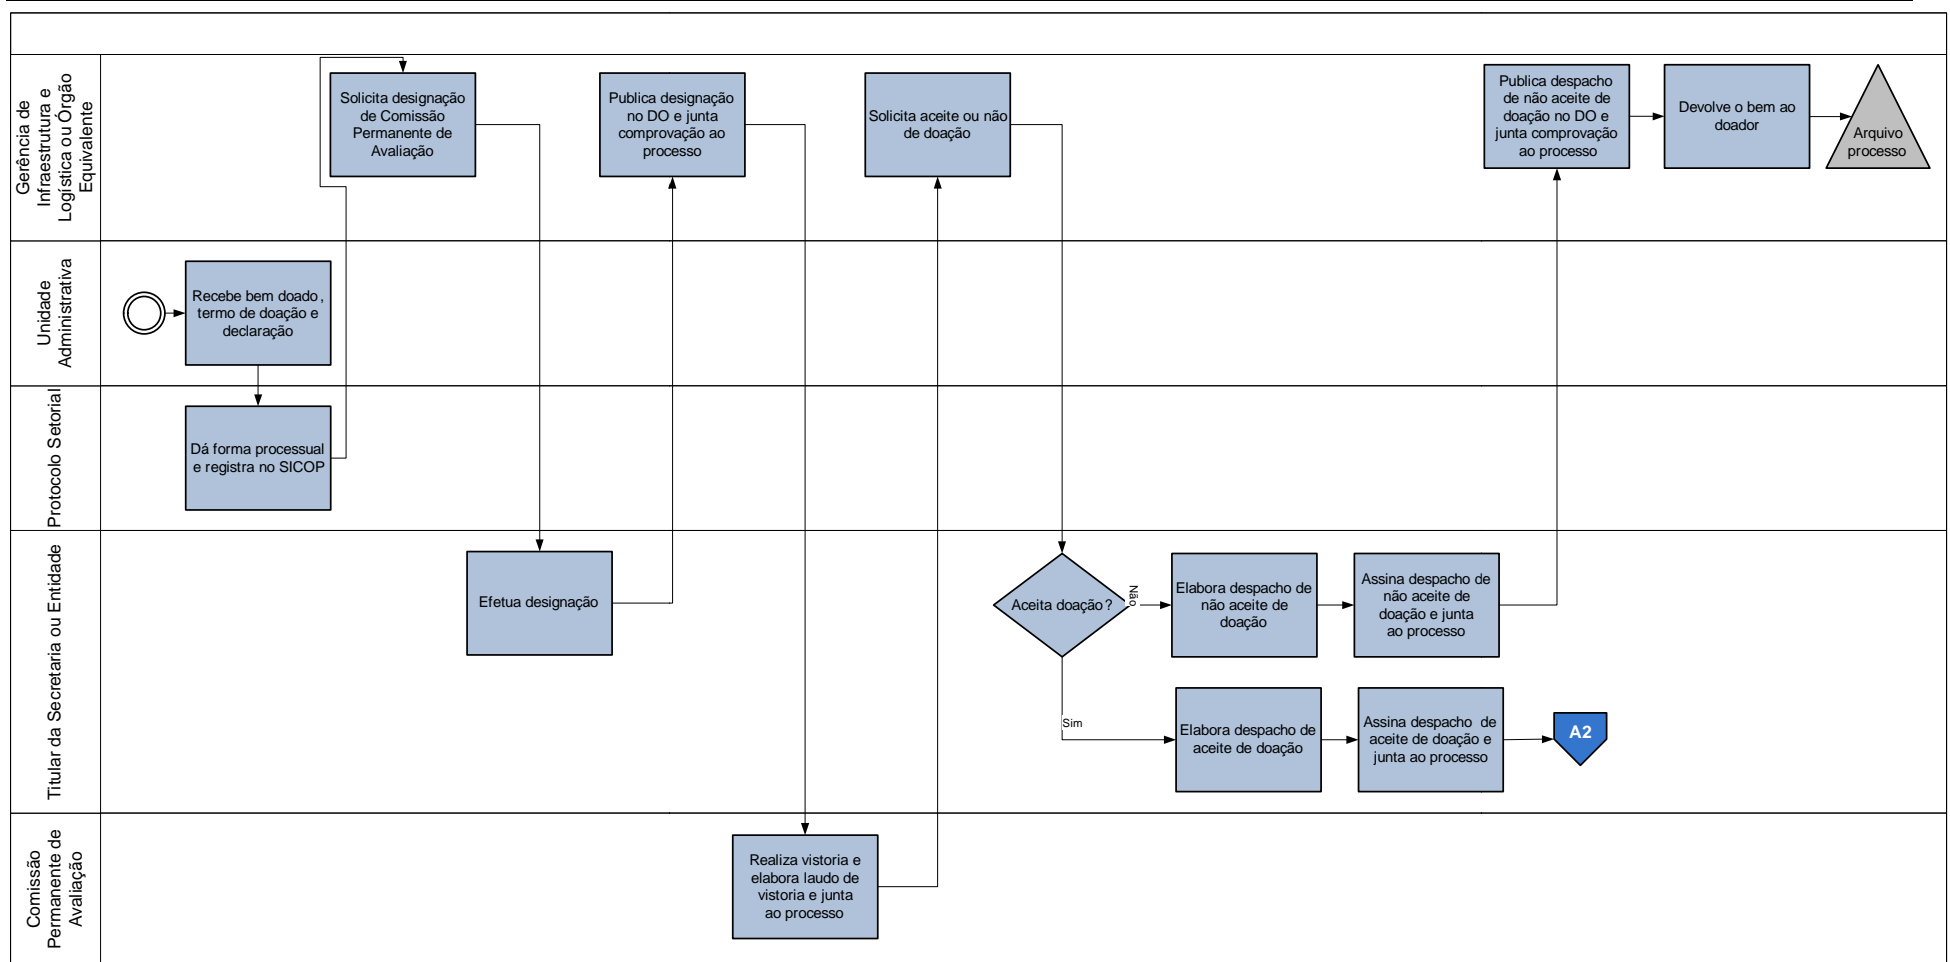 Gerência de
Infraestrutura e
Logística ou Órgão
Equivalente
Solicita designação
de Comissão
Permanente de
Avaliação
Publica designação
no DO e junta
comprovação ao
processo
Solicita aceite ou não
de doação
Publica despacho
de não aceite de
doação no DO e
junta comprovação
ao processo
Devolve o bem ao
doador
Arquivo
processo
Unidade
Administrativa
Recebe bem doado,
termo de doação e
declaração
Protocolo Setorial
Dá forma processual
e registra no SICOP
Titular da Secretaria ou Entidade
Efetua designação
Aceita doação?
Não
Elabora despacho de
não aceite de
doação
Assina despacho de
não aceite de
doação e junta
ao processo
Sim
Elabora despacho de
aceite de doação
Assina despacho de
aceite de doação e
junta ao processo
A2
Comissão
Permanente de
Avaliação
Realiza vistoria e
elabora laudo de
vistoria e junta
ao processo